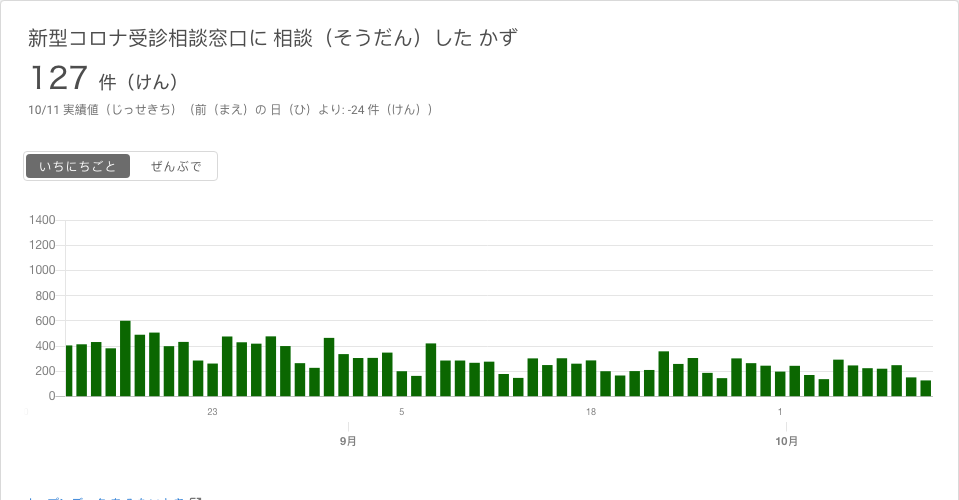 新型コロナ受診相談窓口に 相談（そうだん）した かず
127 件（けん）
10/11 実績値（じっせきち）（前（まえ）の 日（ひ）より: -24 件（けん））
いちにちごと ぜんぶで
1400
1200
1000
800
600
400
200
0
23 5 18 1
9月 10月